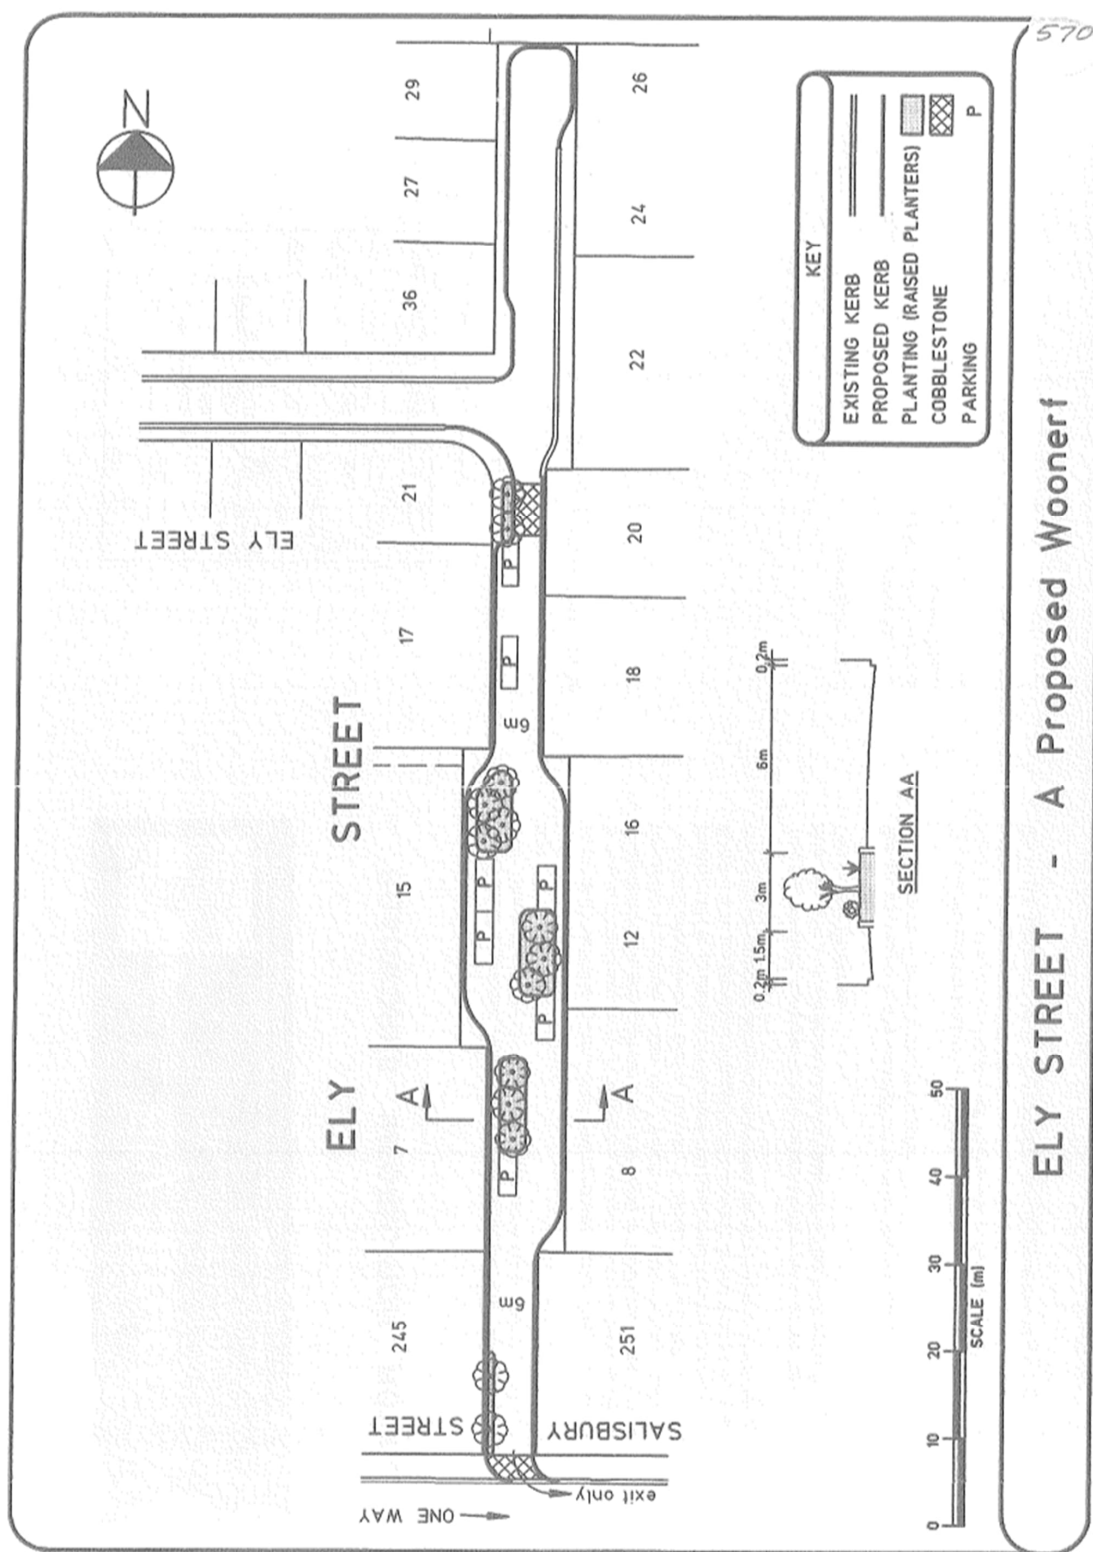 570
N
29
27
36
21
17
15
7
245
26
24
22
20
18
16
12
8
251
ELY STREET
ELY STREET
P
P
6m
P P
P
P
P
6m
A
A
STREET
SALISBURY
exit only
ONE WAY
KEY
EXISTING KERB
PROPOSED KERB
PLANTING (RAISED PLANTERS)
COBBLESTONE
PARKING P
0.2m 1.5m 3m 6m 0.2m
SECTION AA
0 10 20 30 40 50
SCALE (m)
ELY STREET - A Proposed Woonerf